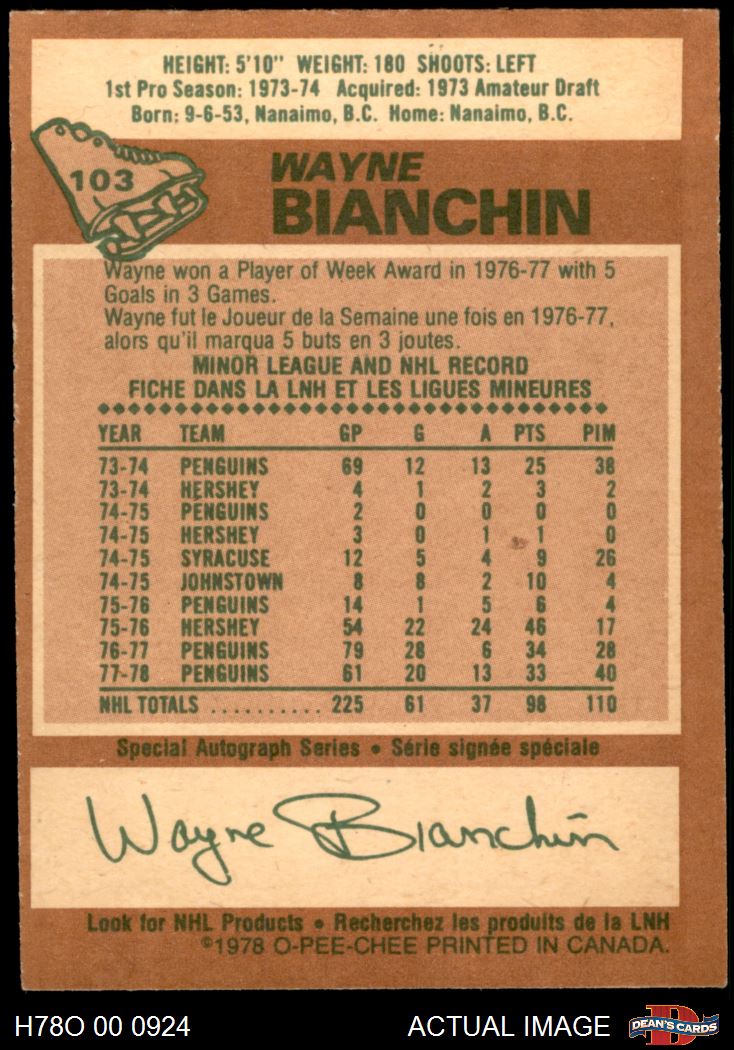 HEIGHT: 5'10" WEIGHT: 180 SHOOTS: LEFT
1st Pro Season: 1973-74 Acquired: 1973 Amateur Draft
Born: 9-6-53, Nanaimo, B.C. Home: Nanaimo, B.C.
103
WAYNE
BIANCHIN
Wayne won a Player of Week Award in 1976-77 with 5
Goals in 3 Games.
Wayne fut le Joueur de la Semaine une fois en 1976-77,
alors qu'il marqua 5 buts en 3 joutes.
MINOR LEAGUE AND NHL RECORD
FICHE DANS LA LNH ET LES LIGUES MINEURES
YEAR TEAM GP G A PTS PIM
73-74 PENGUINS 69 12 13 25 38
73-74 HERSHEY 4 1 2 3 2
74-75 PENGUINS 2 0 0 0 0
74-75 HERSHEY 3 0 1 1 0
74-75 SYRACUSE 12 5 4 9 26
74-75 JOHNSTOWN 8 8 2 10 4
75-76 PENGUINS 14 1 5 6 4
75-76 HERSHEY 54 22 24 46 17
76-77 PENGUINS 79 28 6 34 28
77-78 PENGUINS 61 20 13 33 40
NHL TOTALS .......... 225 61 37 98 110
Special Autograph Series • Série signée spéciale
Wayne Bianchin
Look for NHL Products • Recherchez les produits de la LNH
©1978 O-PEE-CHEE PRINTED IN CANADA.
H78O 00 0924 ACTUAL IMAGE DEAN'S CARDS